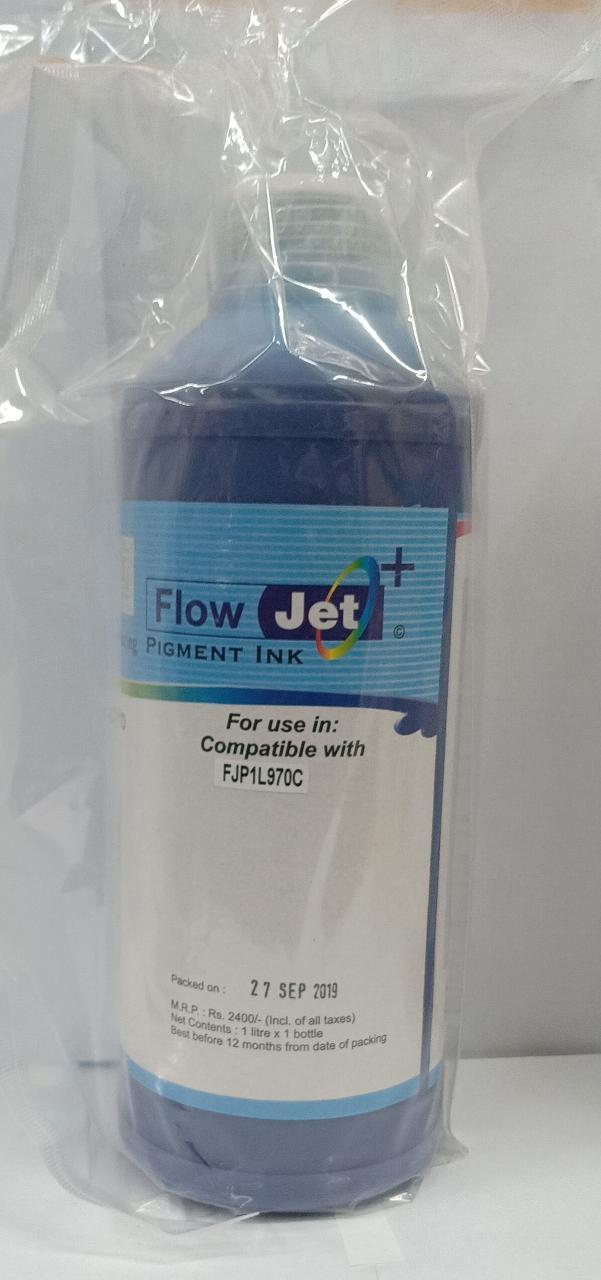 Flow Jet +
©
PIGMENT INK
For use in:
Compatible with
FJP1L970C
Packed on : 27 SEP 2019
M.R.P. : Rs. 2400/- (Incl. of all taxes)
Net Contents : 1 litre x 1 bottle
Best before 12 months from date of packing